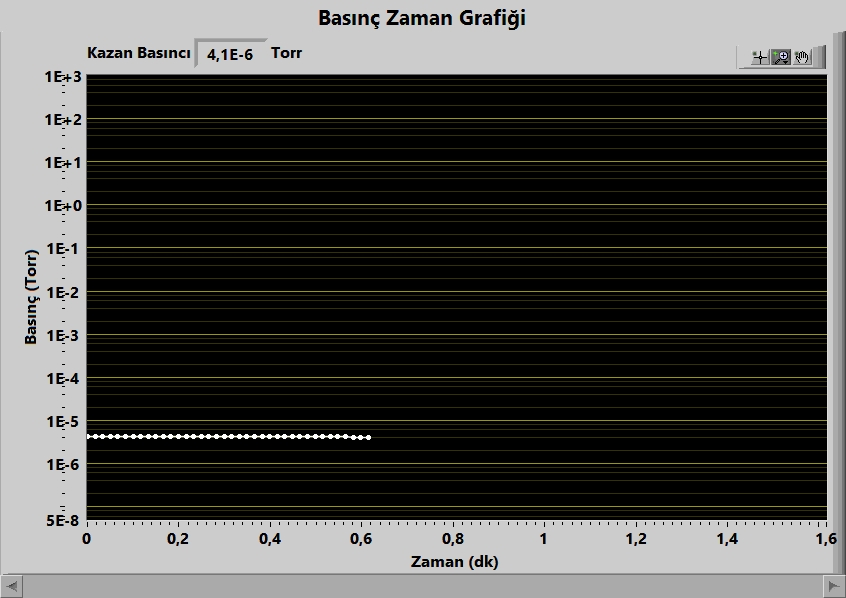 Basınç Zaman Grafiği
Kazan Basıncı 4,1E-6 Torr
1E+3
1E+2
1E+1
1E+0
1E-1
1E-2
1E-3
1E-4
1E-5
1E-6
5E-8
Basınç (Torr)
0 0,2 0,4 0,6 0,8 1 1,2 1,4 1,6
Zaman (dk)